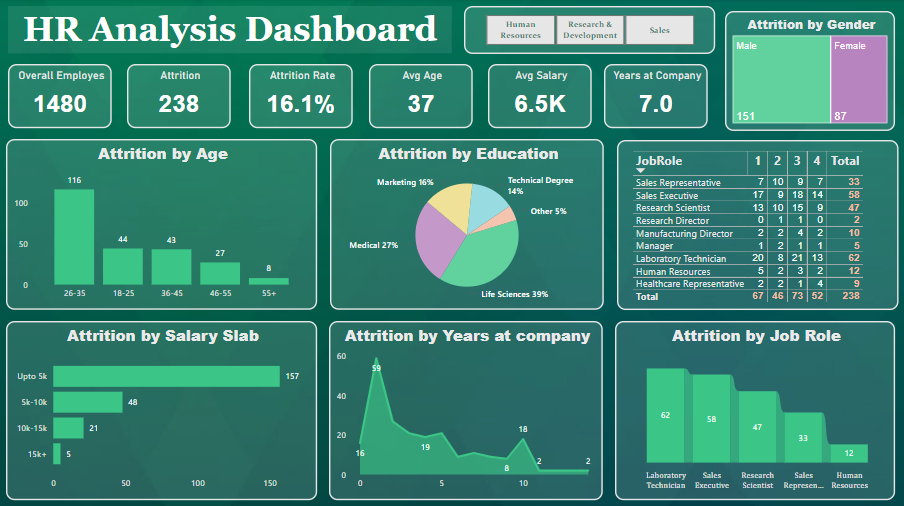 HR Analysis Dashboard
Human
Resources
Research &
Development
Sales
Attrition by Gender
Male
Female
151
87
Overall Employes
1480
Attrition
238
Attrition Rate
16.1%
Avg Age
37
Avg Salary
6.5K
Years at Company
7.0
Attrition by Age
116
100
44
43
50
27
8
0
26-35 18-25 36-45 46-55 55+
Attrition by Education
Marketing 16%
Technical Degree
14%
Other 5%
Medical 27%
Life Sciences 39%
JobRole 1 2 3 4 Total
Sales Representative 7 10 9 7 33
Sales Executive 17 9 18 14 58
Research Scientist 13 10 15 9 47
Research Director 0 1 1 0 2
Manufacturing Director 2 2 4 2 10
Manager 1 2 1 1 5
Laboratory Technician 20 8 21 13 62
Human Resources 5 2 3 2 12
Healthcare Representative 2 2 1 4 9
Total 67 46 73 52 238
Attrition by Salary Slab
Upto 5k 157
5k-10k 48
10k-15k 21
15k+ 5
0 50 100 150
Attrition by Years at company
60
59
40
20
18
19
16
8
2
2
0
0 5 10
Attrition by Job Role
62
58
47
33
12
Laboratory
Technician
Sales
Executive
Research
Scientist
Sales
Represen...
Human
Resources